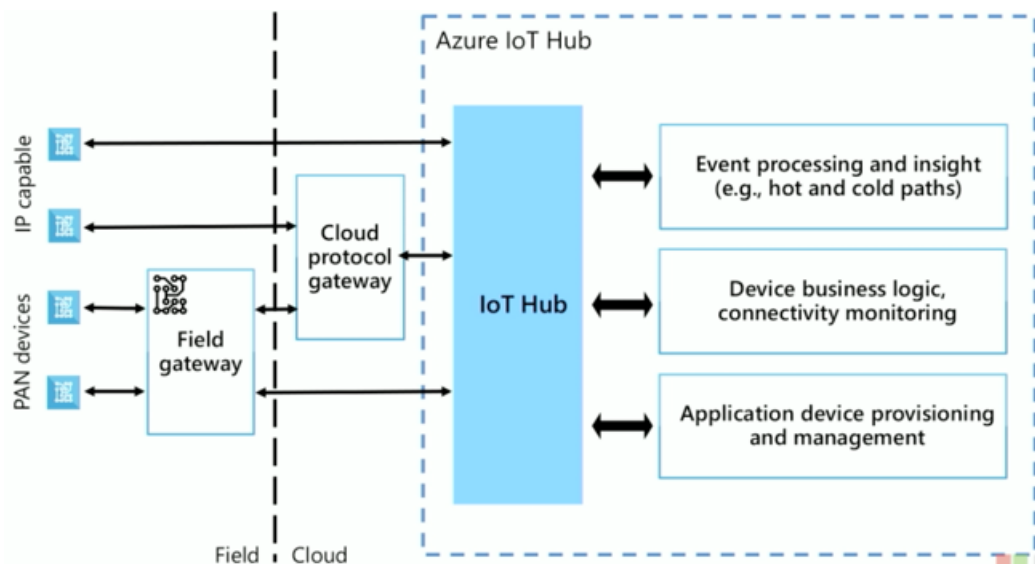 Azure IoT Hub
IP capable
PAN devices
Field
gateway
Cloud
protocol
gateway
IoT Hub
Event processing and insight
(e.g., hot and cold paths)
Device business logic,
connectivity monitoring
Application device provisioning
and management
Field
Cloud